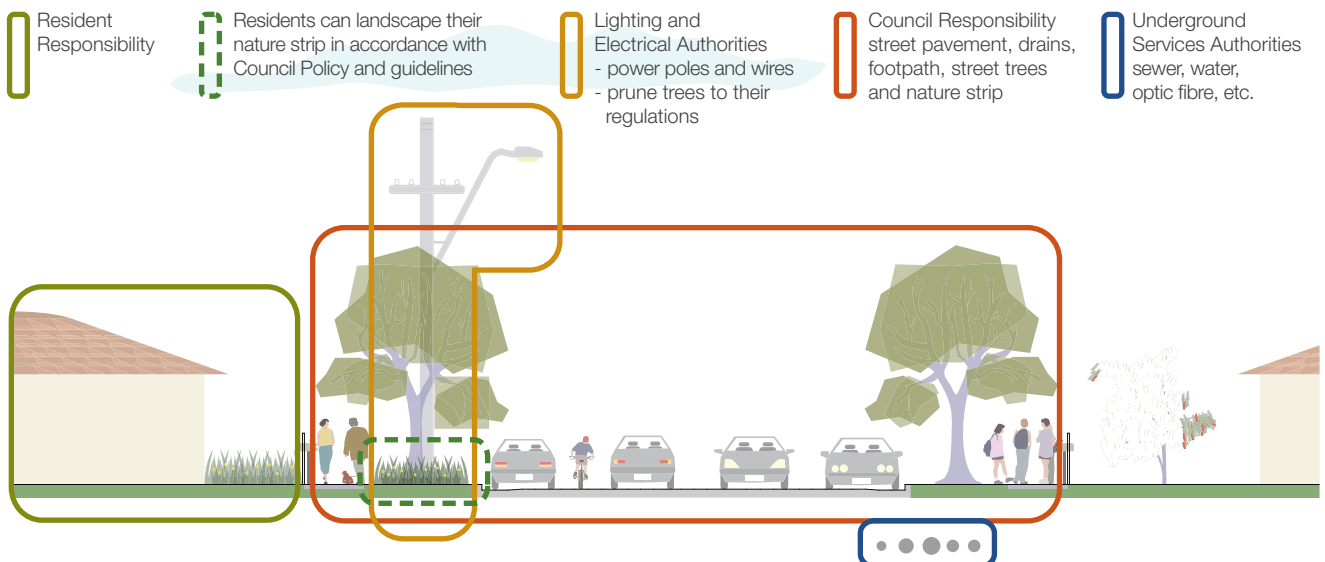 Resident
Responsibility
Residents can landscape their
nature strip in accordance with
Council Policy and guidelines
Lighting and
Electrical Authorities
- power poles and wires
- prune trees to their
regulations
Council Responsibility
street pavement, drains,
footpath, street trees
and nature strip
Underground
Services Authorities
sewer, water,
optic fibre, etc.